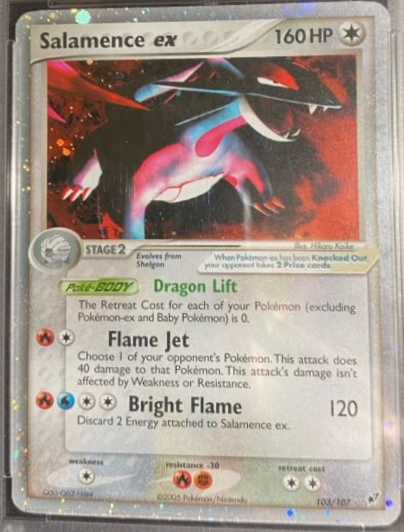 Salamence ex 160 HP
Illus. Hikaru Koike
STAGE 2
Evolves from
Shelgon
When Pokémon-ex has been Knocked Out,
your opponent takes 2 Prize cards.
Poké-BODY Dragon Lift
The Retreat Cost for each of your Pokémon (excluding
Pokémon-ex and Baby Pokémon) is 0.
Flame Jet
Choose 1 of your opponent's Pokémon. This attack does
40 damage to that Pokémon. This attack's damage isn't
affected by Weakness or Resistance.
Bright Flame 120
Discard 2 Energy attached to Salamence ex.
weakness resistance -30 retreat cost
©2005 Pokémon/Nintendo 103/107